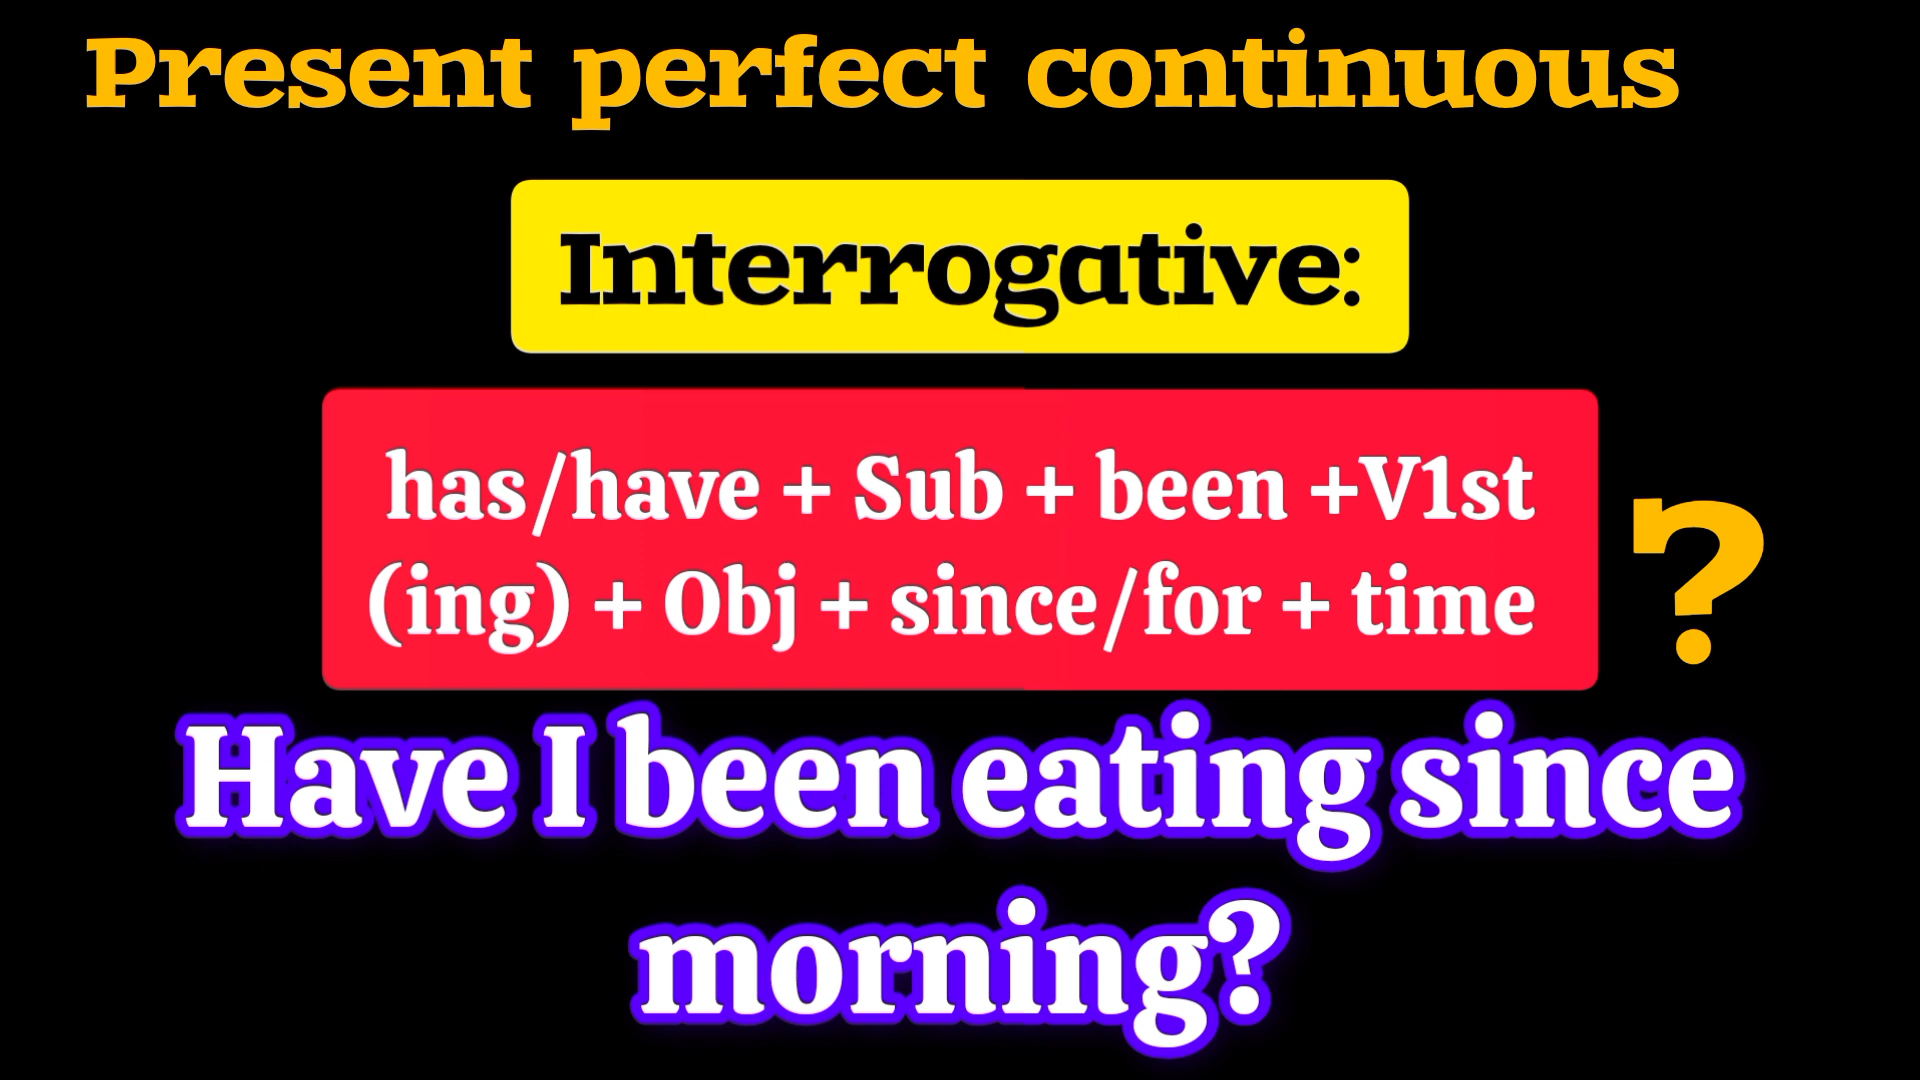 Present perfect continuous
Interrogative:
has/have + Sub + been +V1st
(ing) + Obj + since/for + time
?
Have I been eating since
morning?